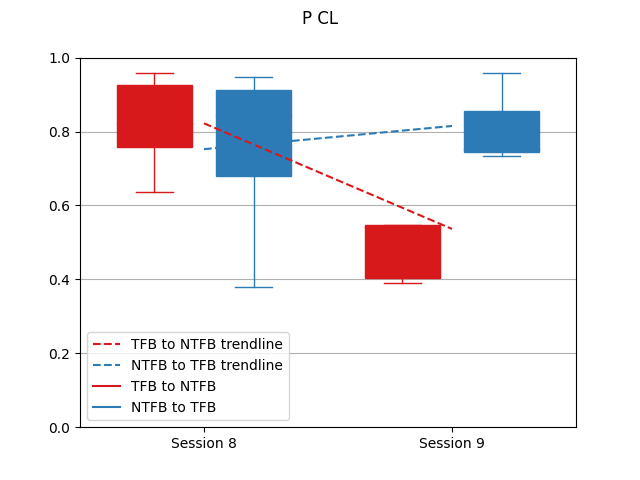 P CL
1.0
0.8
0.6
0.4
0.2
0.0
TFB to NTFB trendline
NTFB to TFB trendline
TFB to NTFB
NTFB to TFB
Session 8
Session 9